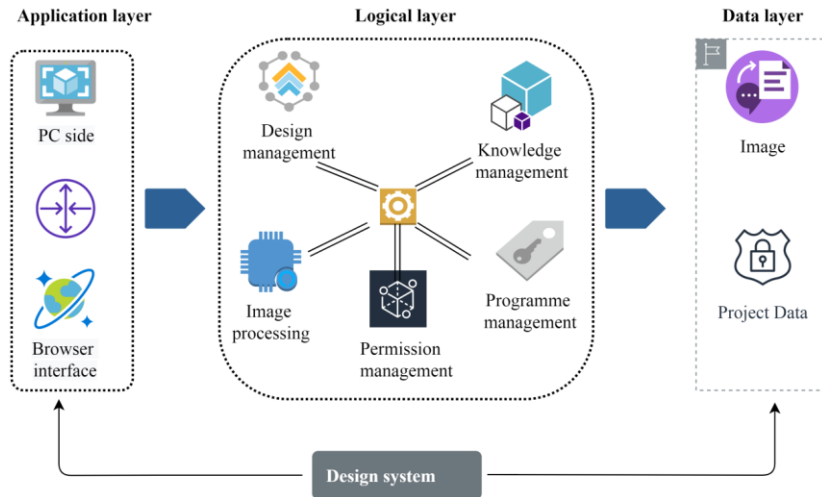 Application layer
Logical layer
Data layer
PC side
Browser
interface
Design
management
Knowledge
management
Image
processing
Permission
management
Programme
management
Image
Project Data
Design system